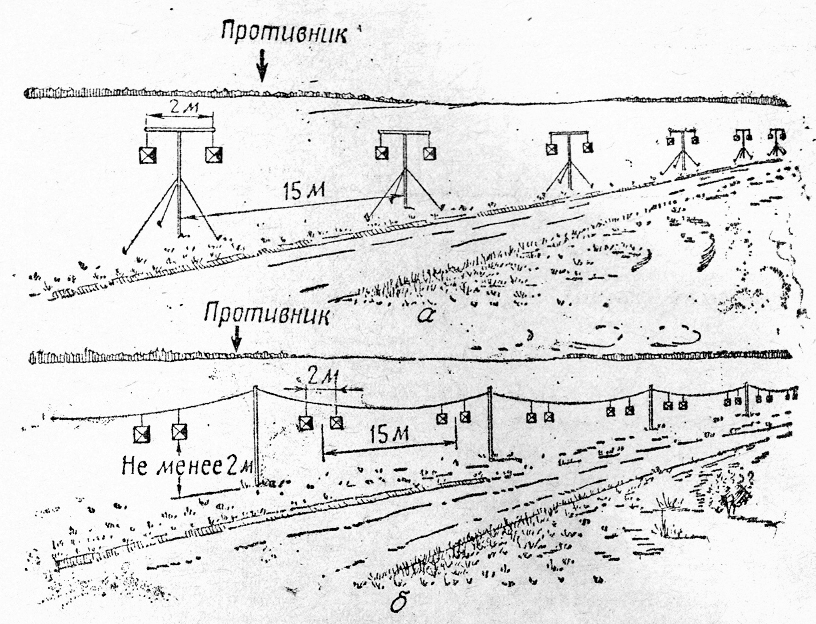 Противник
2 м
15 м
а
Противник
2 м
15 м
Не менее 2 м
б